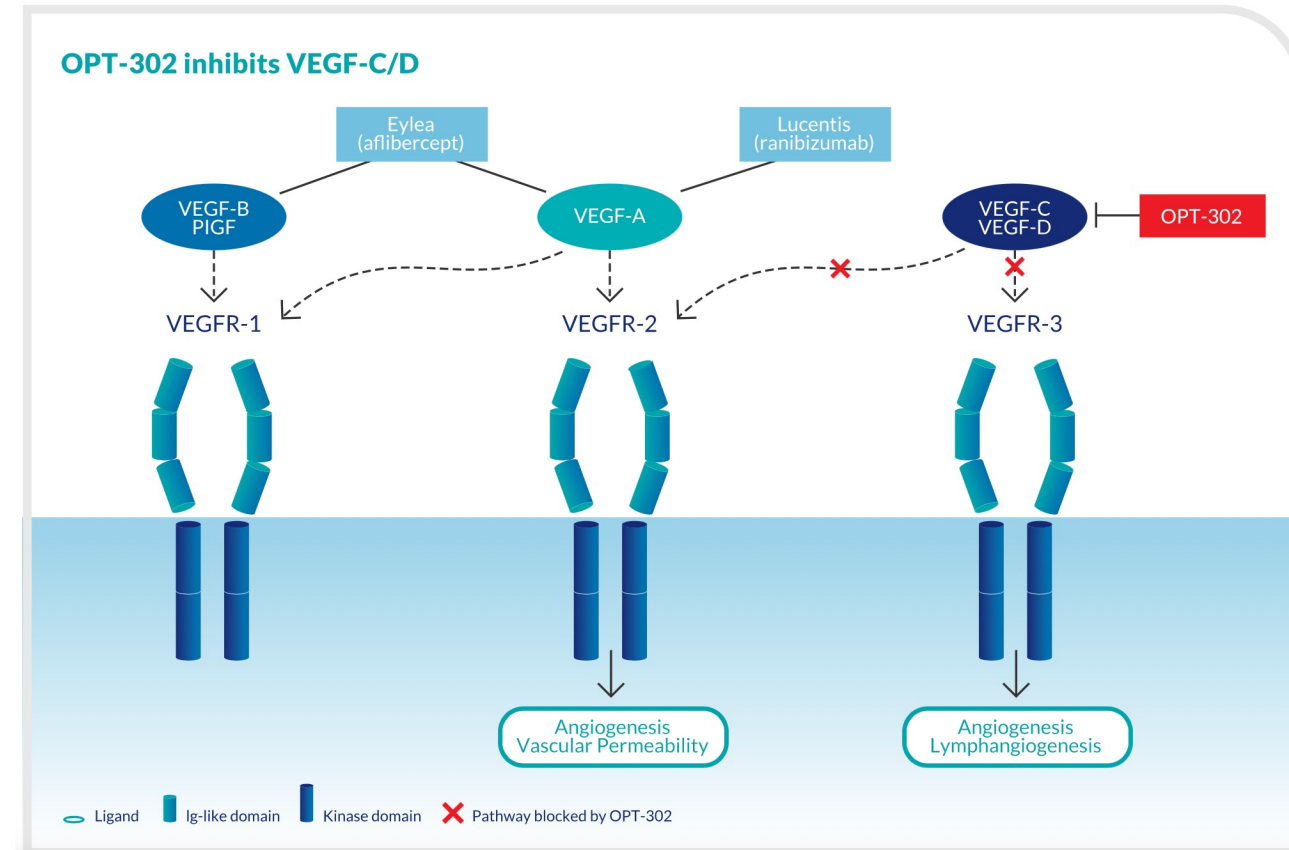 OPT-302 inhibits VEGF-C/D
Eylea
(aflibercept)
Lucentis
(ranibizumab)
VEGF-B
PIGF
VEGF-A
VEGF-C
VEGF-D
OPT-302
VEGFR-1
VEGFR-2
VEGFR-3
Angiogenesis
Vascular Permeability
Angiogenesis
Lymphangiogenesis
Ligand
Ig-like domain
Kinase domain
Pathway blocked by OPT-302